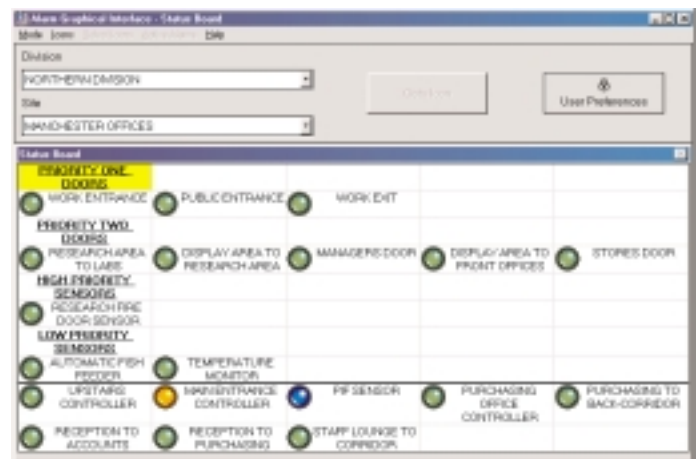 Alarm Graphical Interface - Status Board
Mode Icons Help
Division
NORTHERN DIVISION
User Preferences
Site
MANCHESTER OFFICES
Status Board
PRIORITY ONE
DOORS
WORK ENTRANCE PUBLIC ENTRANCE WORK EXIT
PRIORITY TWO
DOORS
RESEARCH AREA DISPLAY AREA TO MANAGERS DOOR DISPLAY AREA TO STORES DOOR
TO LABS RESEARCH AREA FRONT OFFICES
HIGH PRIORITY
SENSORS
RESEARCH FIRE
DOOR SENSOR
LOW PRIORITY
SENSORS
AUTOMATIC FISH TEMPERATURE
FEEDER MONITOR
UPSTAIRS MAIN ENTRANCE PIF SENSOR PURCHASING PURCHASING TO
CONTROLLER CONTROLLER OFFICE BACK-CORRIDOR
CONTROLLER
RECEPTION TO RECEPTION TO STAFF LOUNGE TO
ACCOUNTS PURCHASING CORRIDOR